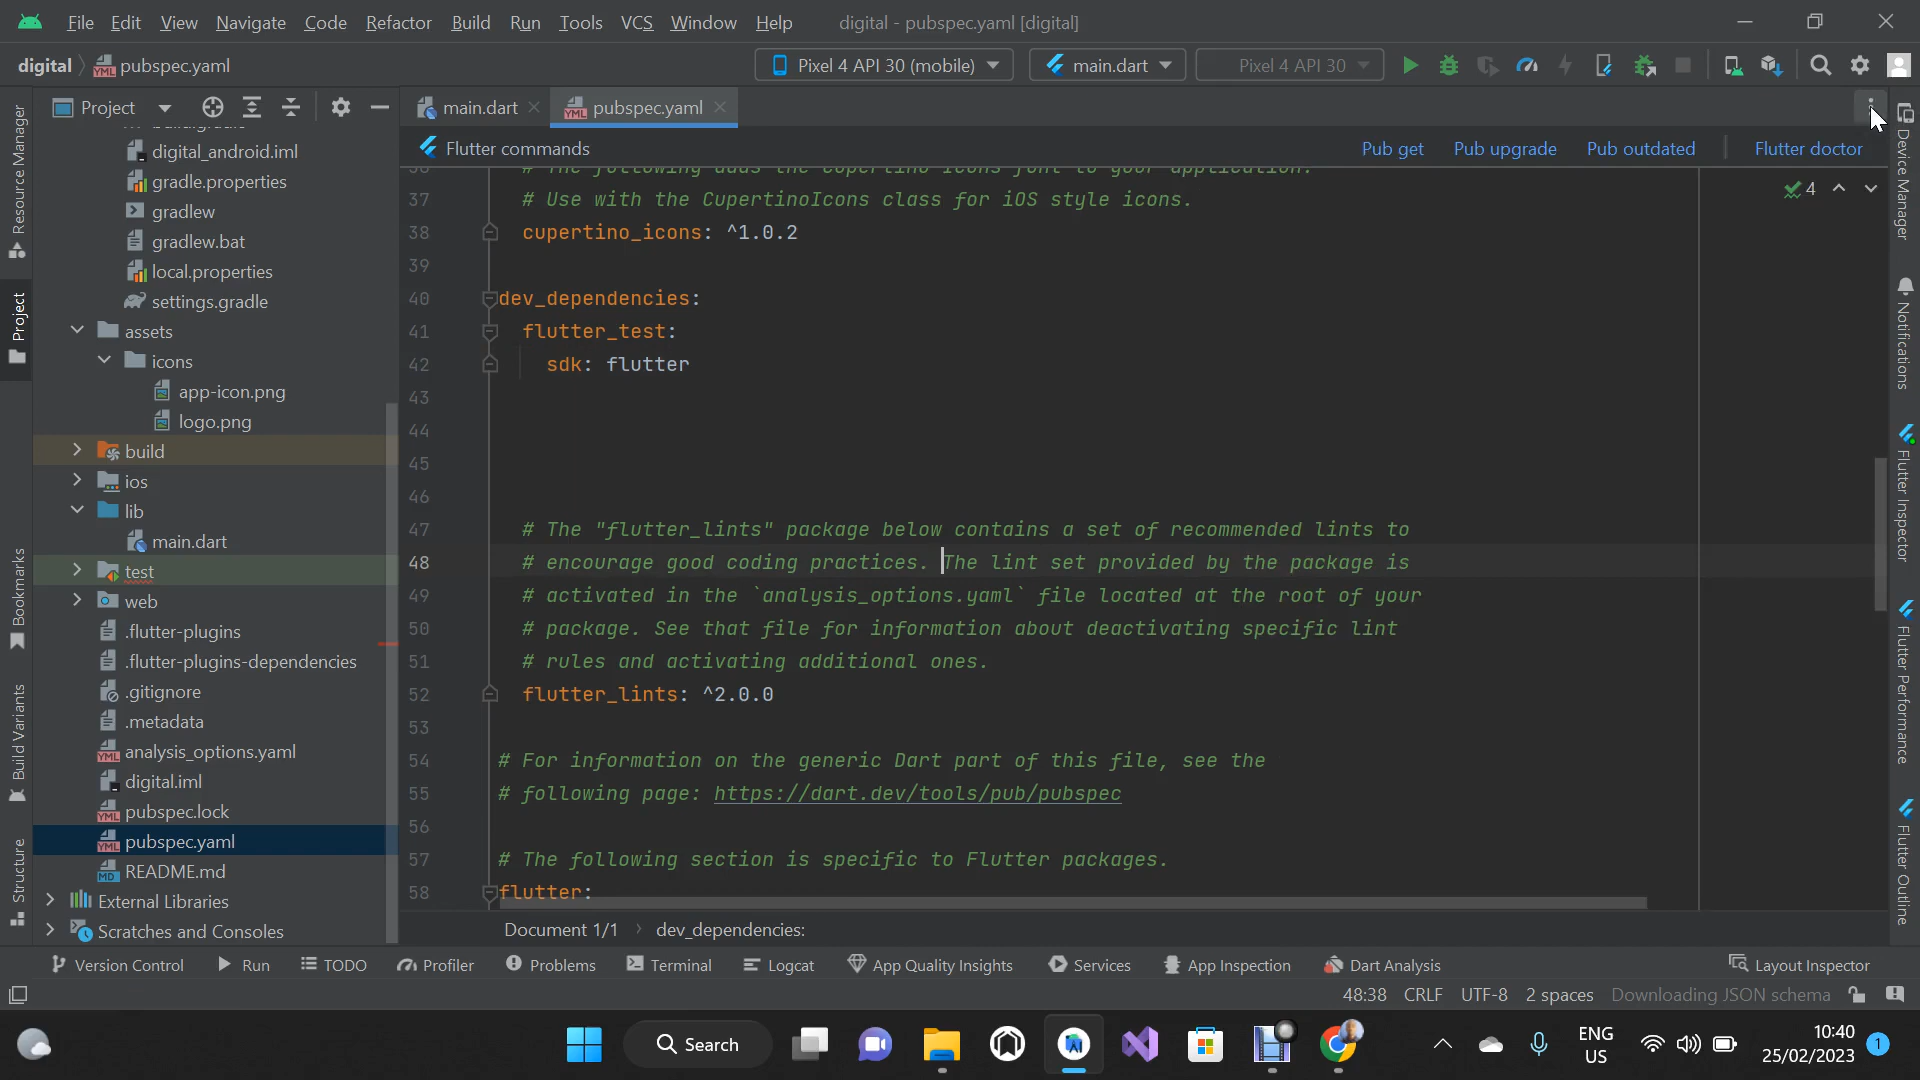 File Edit View Navigate Code Refactor Build Run Tools VCS Window Help digital - pubspec.yaml [digital]
digital pubspec.yaml Pixel 4 API 30 (mobile) main.dart Pixel 4 API 30
Project
main.dart
pubspec.yaml
Flutter commands Pub get Pub upgrade Pub outdated Flutter doctor
Resource Manager
Project
Bookmarks
Build Variants
Structure
build.gradle
digital_android.iml
gradle.properties
gradlew
gradlew.bat
local.properties
settings.gradle
assets
icons
app-icon.png
logo.png
build
ios
lib
main.dart
test
web
.flutter-plugins
.flutter-plugins-dependencies
.gitignore
.metadata
analysis_options.yaml
digital.iml
pubspec.lock
pubspec.yaml
README.md
External Libraries
Scratches and Consoles
36 # The following adds the Cupertino Icons font to your application.
37 # Use with the CupertinoIcons class for iOS style icons.
38 cupertino_icons: ^1.0.2
39
40 dev_dependencies:
41 flutter_test:
42 sdk: flutter
43
44
45
46
47 # The "flutter_lints" package below contains a set of recommended lints to
48 # encourage good coding practices. The lint set provided by the package is
49 # activated in the `analysis_options.yaml` file located at the root of your
50 # package. See that file for information about deactivating specific lint
51 # rules and activating additional ones.
52 flutter_lints: ^2.0.0
53
54 # For information on the generic Dart part of this file, see the
55 # following page: https://dart.dev/tools/pub/pubspec
56
57 # The following section is specific to Flutter packages.
58 flutter:
4
Device Manager
Notifications
Flutter Inspector
Flutter Performance
Flutter Outline
Document 1/1 dev_dependencies:
Version Control Run TODO Profiler Problems Terminal Logcat App Quality Insights Services App Inspection Dart Analysis Layout Inspector
48:38 CRLF UTF-8 2 spaces Downloading JSON schema
Search
ENG
US
10:40
25/02/2023
1